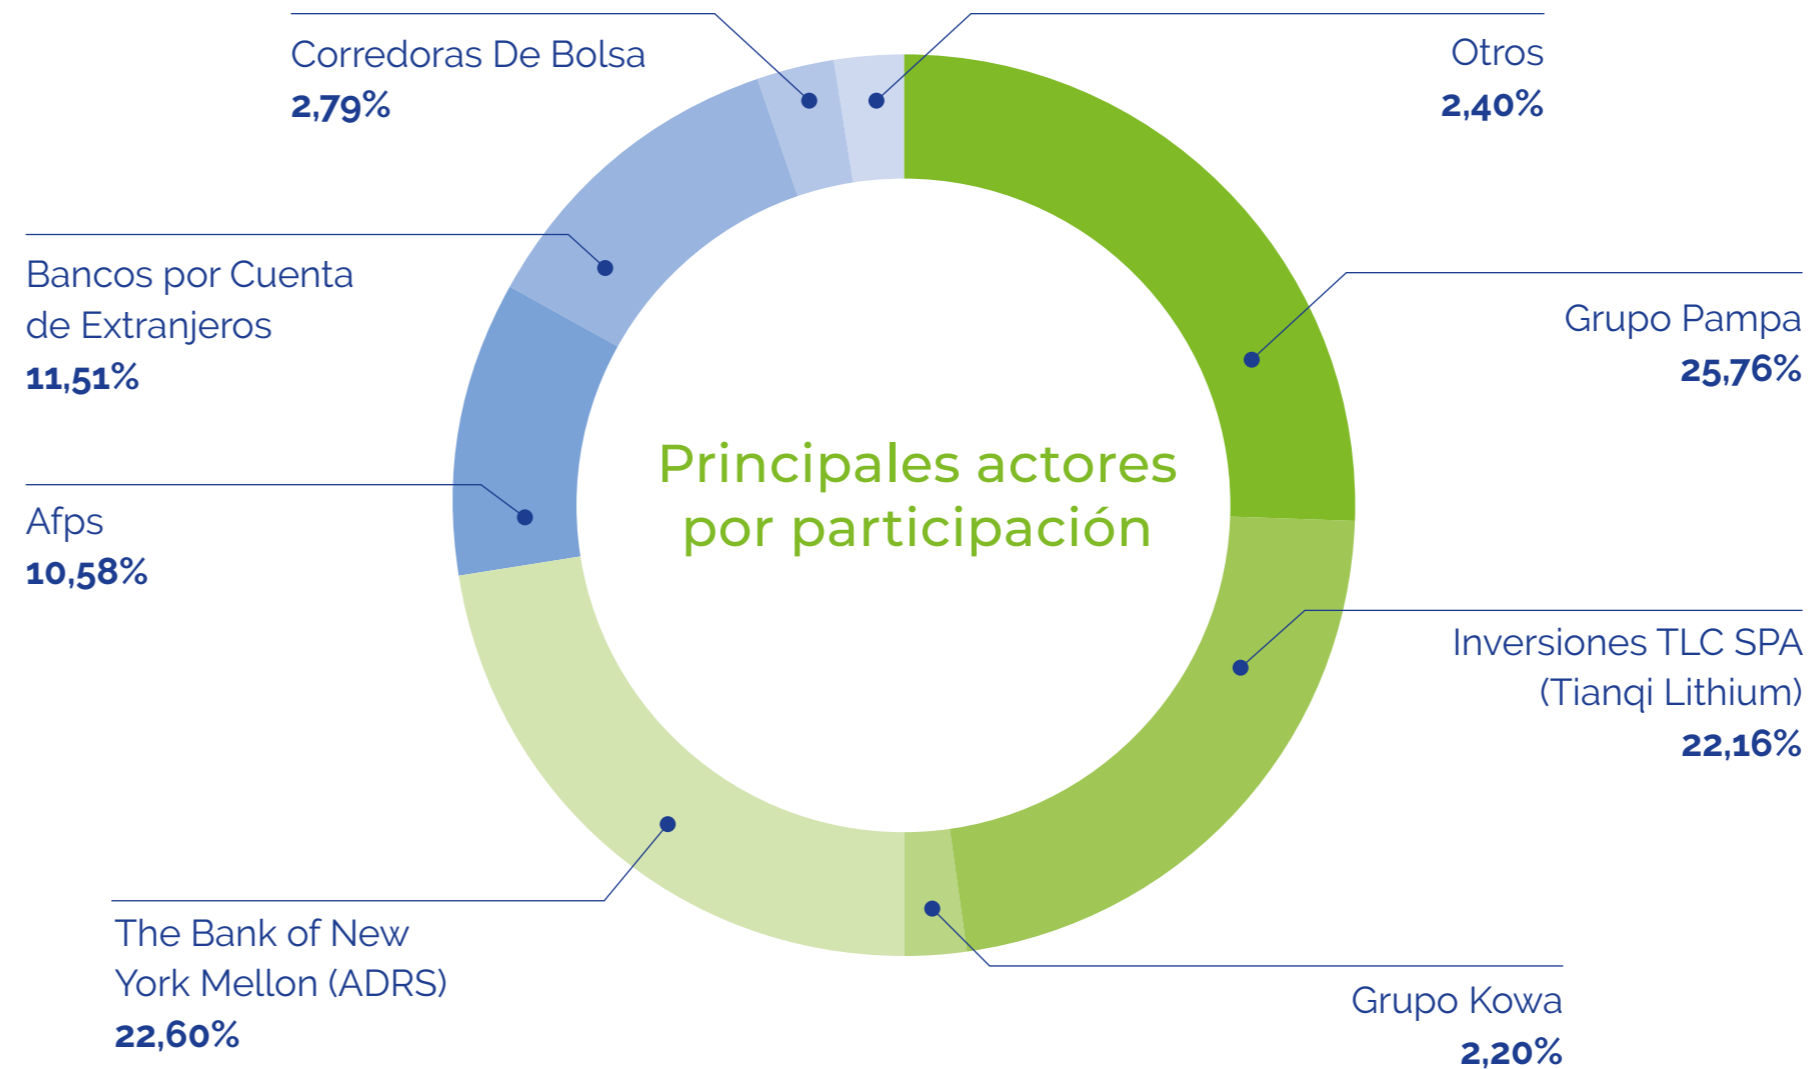 Corredoras De Bolsa
2,79%
Otros
2,40%
Bancos por Cuenta
de Extranjeros
11,51%
Grupo Pampa
25,76%
Principales actores
por participación
Afps
10,58%
Inversiones TLC SPA
(Tianqi Lithium)
22,16%
The Bank of New
York Mellon (ADRS)
22,60%
Grupo Kowa
2,20%